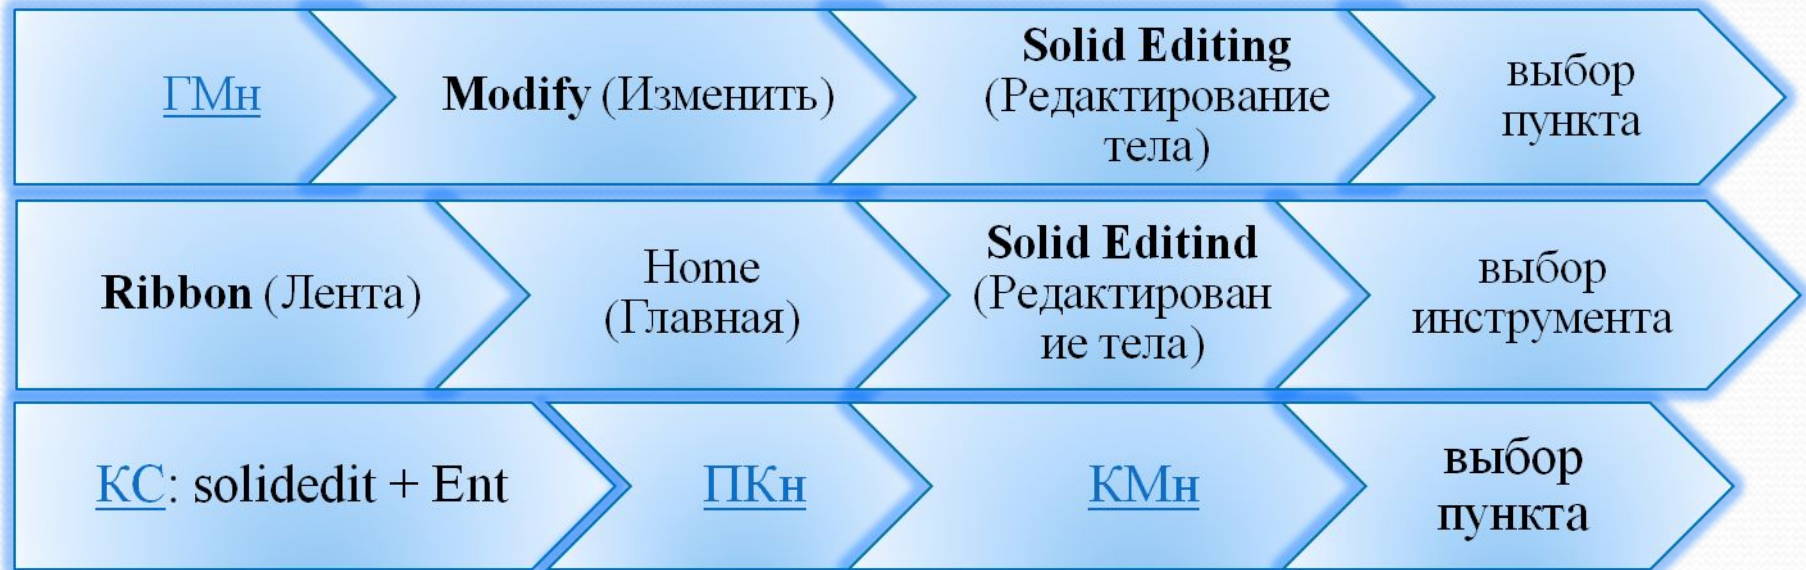 ГМн
Modify (Изменить)
Solid Editing
(Редактирование
тела)
выбор
пункта
Ribbon (Лента)
Home
(Главная)
Solid Editind
(Редактирован
ие тела)
выбор
инструмента
КС: solidedit + Ent
ПКн
КМн
выбор
пункта